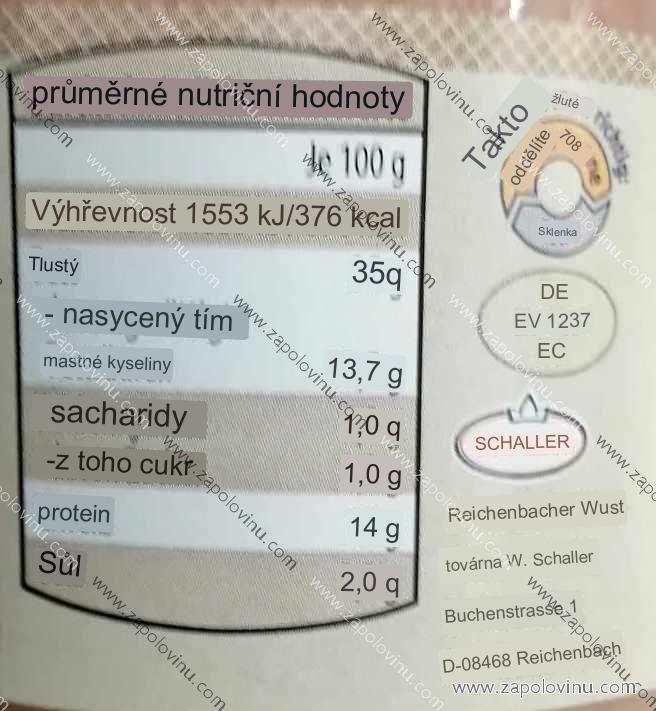 průměrné nutriční hodnoty
Je 100 g
Výhřevnost 1553 kJ/376 kcal
Tlustý 35q
- nasycený tím
mastné kyseliny 13,7 g
sacharidy 1,0 q
-z toho cukr 1,0 g
protein 14 g
Sůl 2,0 q
Takto
žluté
oddělíte
708
Sklenka
DE
EV 1237
EC
SCHALLER
Reichenbacher Wust
továrna W. Schaller
Buchenstrasse 1
D-08468 Reichenbach
www.zapolovinu.com